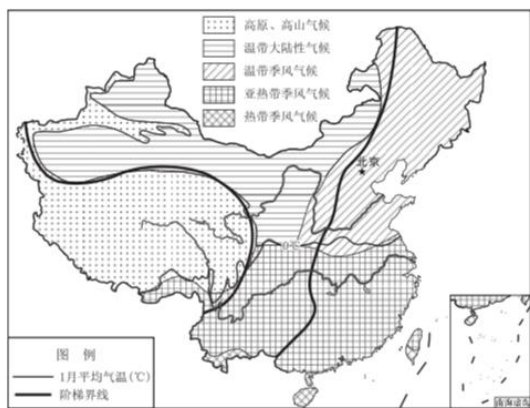 高原、高山气候
温带大陆性气候
温带季风气候
亚热带季风气候
热带季风气候
北京
0℃
图 例
1月平均气温(℃)
阶梯界线
南海诸岛